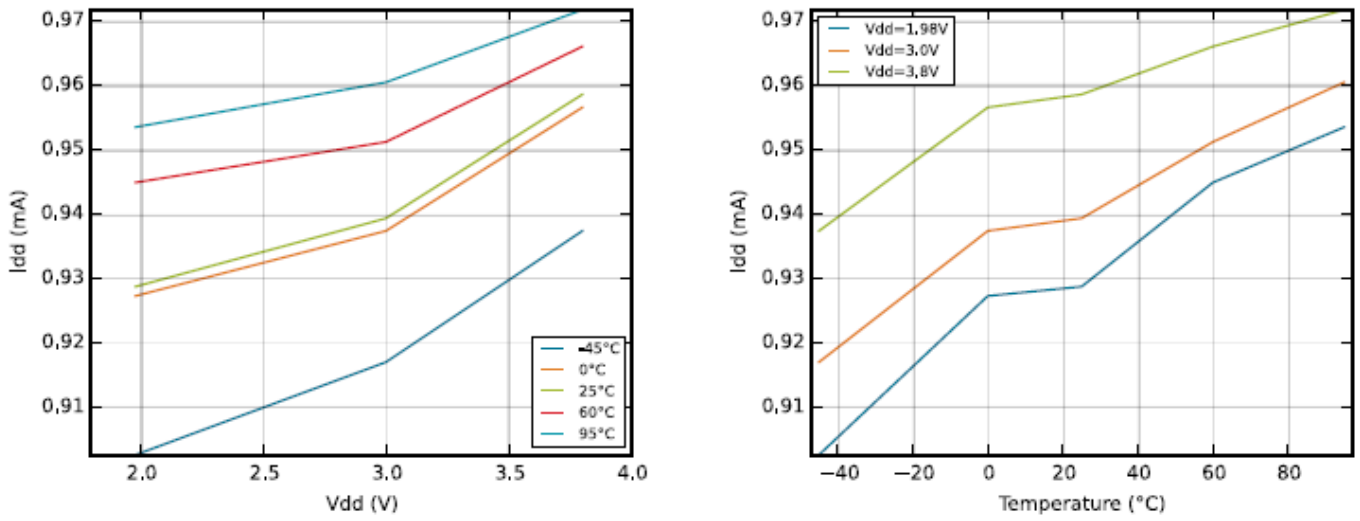 0.97
0.96
0.95
0.94
0.93
0.92
0.91
Idd (mA)
2.0 2.5 3.0 3.5 4.0
Vdd (V)
-45°C
0°C
25°C
60°C
95°C
0.97
0.96
0.95
0.94
0.93
0.92
0.91
Idd (mA)
−40 −20 0 20 40 60 80
Temperature (°C)
Vdd=1.98V
Vdd=3.0V
Vdd=3.8V